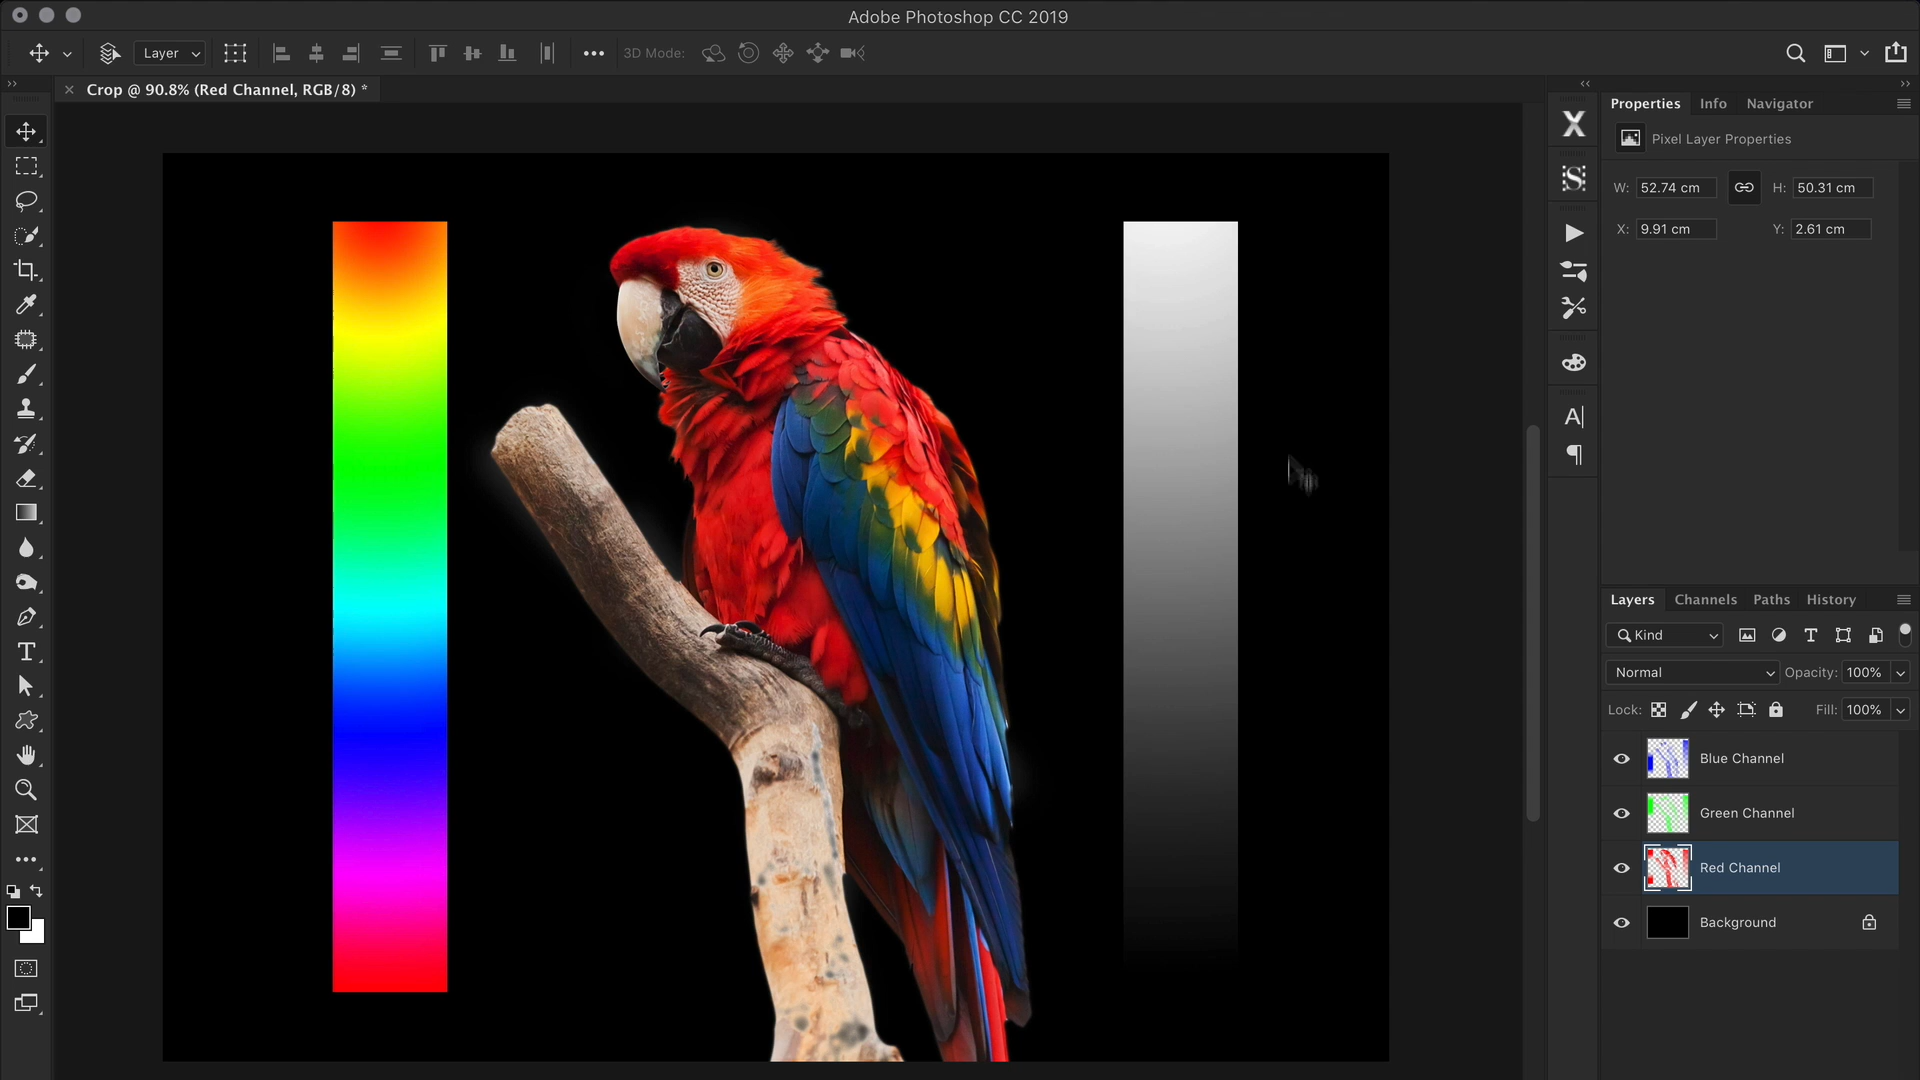 Adobe Photoshop CC 2019
Layer
3D Mode:
Crop @ 90.8% (Red Channel, RGB/8) *
Properties Info Navigator
Pixel Layer Properties
W: 52.74 cm H: 50.31 cm
X: 9.91 cm Y: 2.61 cm
Layers Channels Paths History
Kind
Normal Opacity: 100%
Lock: Fill: 100%
Blue Channel
Green Channel
Red Channel
Background